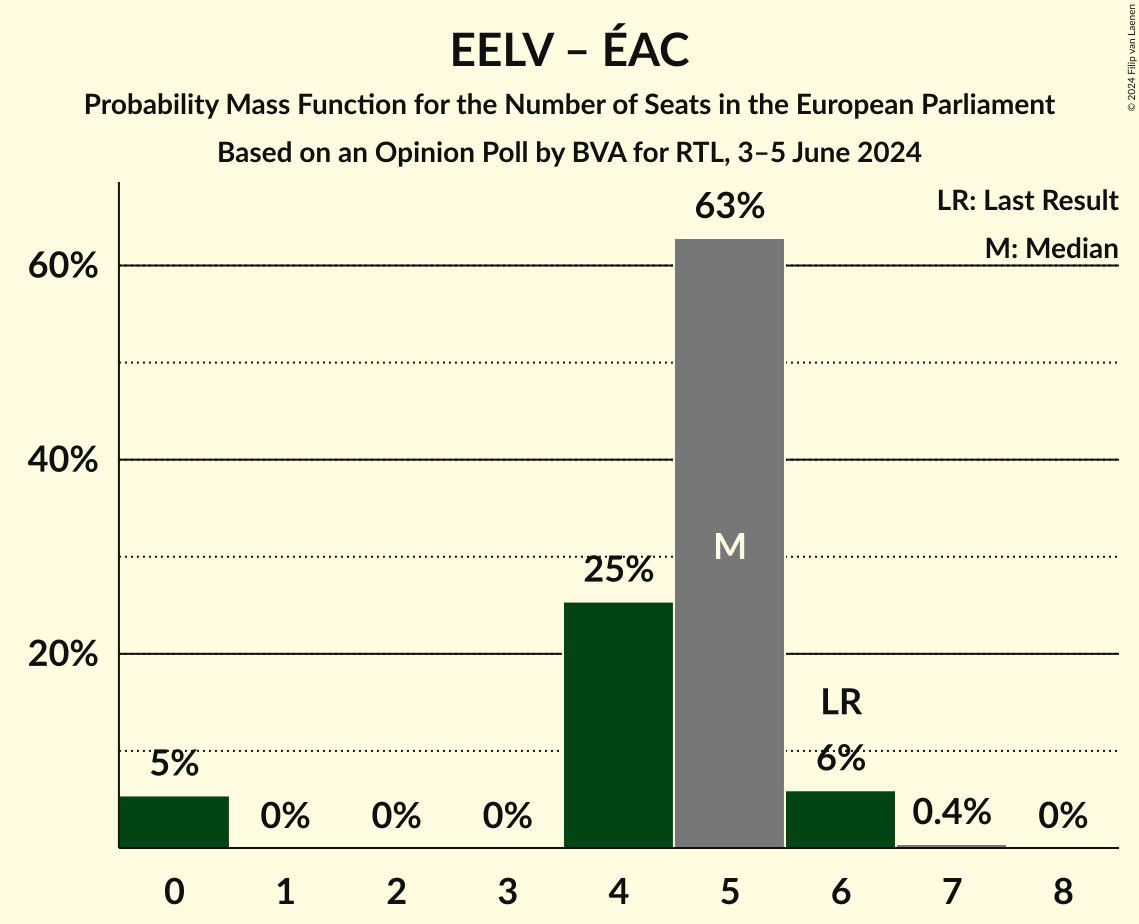 EELV – ÉAC
Probability Mass Function for the Number of Seats in the European Parliament
Based on an Opinion Poll by BVA for RTL, 3–5 June 2024
© 2024 Filip van Laenen
LR: Last Result
M: Median
60%
40%
20%
5%
0%
0%
0%
25%
63%
M
LR
6%
0.4%
0%
0 1 2 3 4 5 6 7 8